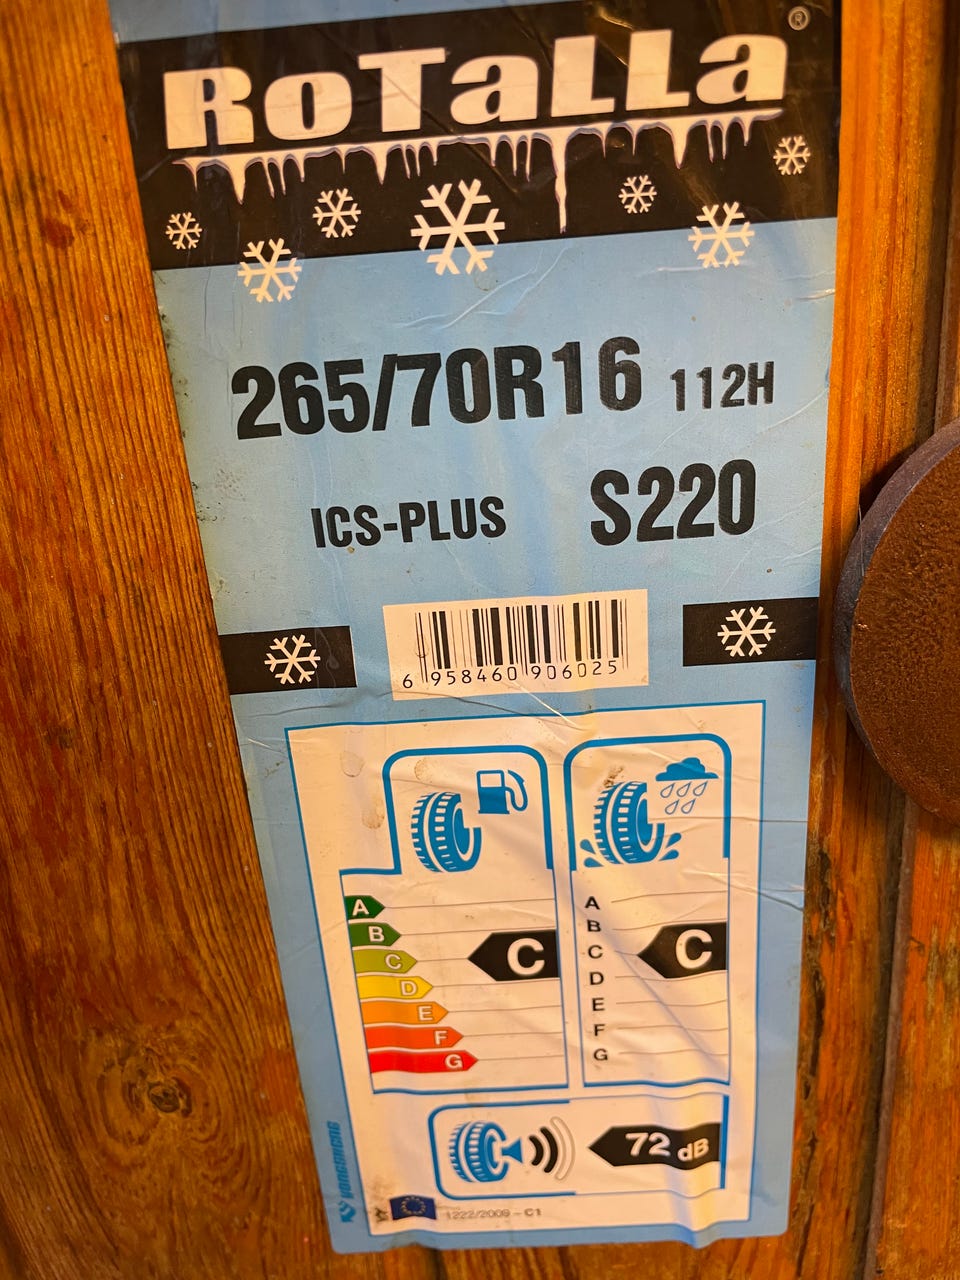 RoTaLLa ®
265/70R16 112H
ICS-PLUS S220
6 958460 906025
A
B
C
D
E
F
G
C
A
B
C
D
E
F
G
C
72 dB
1222/2009 - C1